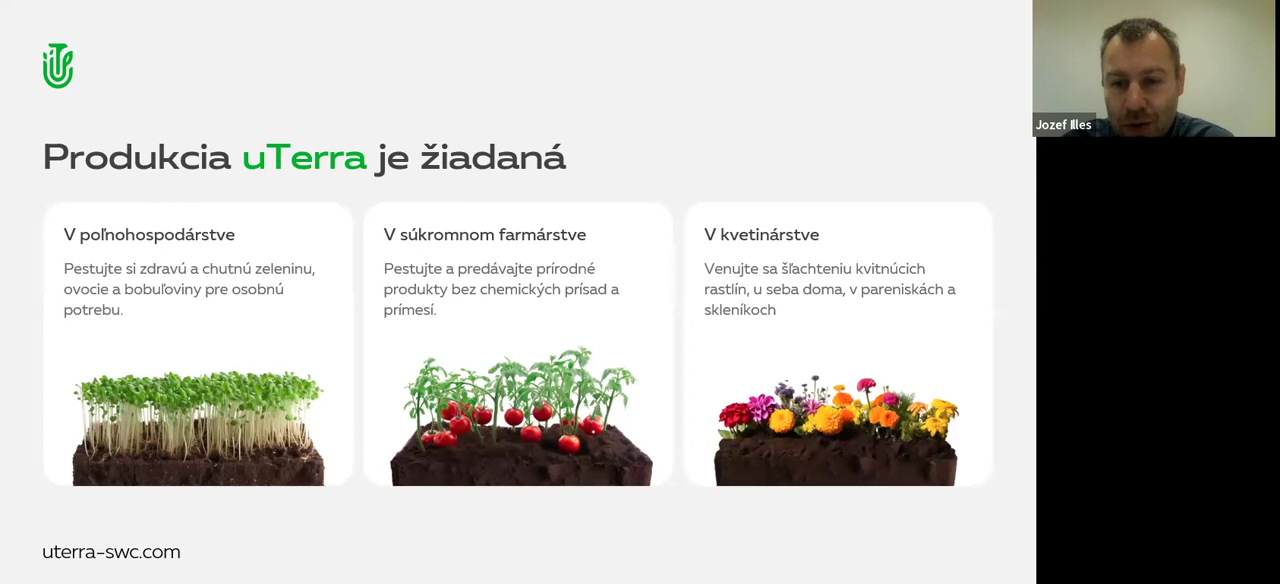 Produkcia uTerra je žiadaná
V poľnohospodárstve
Pestujte si zdravú a chutnú zeleninu,
ovocie a bobuľoviny pre osobnú
potrebu.
V súkromnom farmárstve
Pestujte a predávajte prírodné
produkty bez chemických prísad a
prímesí.
V kvetinárstve
Venujte sa šľachteniu kvitnúcich
rastlín, u seba doma, v pareniskách a
skleníkoch
uterra-swc.com
Jozef Illes